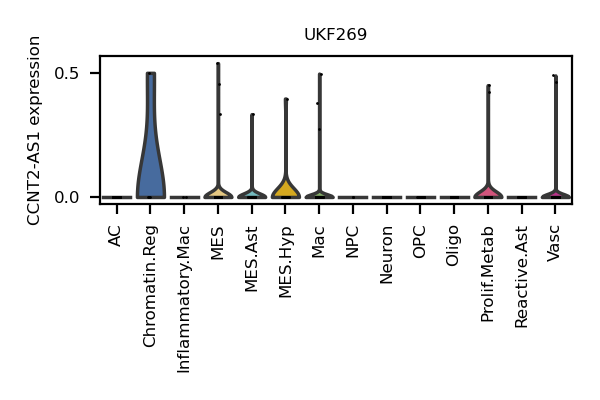 UKF269
CCNT2-AS1 expression
0.5
0.0
AC
Chromatin.Reg
Inflammatory.Mac
MES
MES.Ast
MES.Hyp
Mac
NPC
Neuron
OPC
Oligo
Prolif.Metab
Reactive.Ast
Vasc